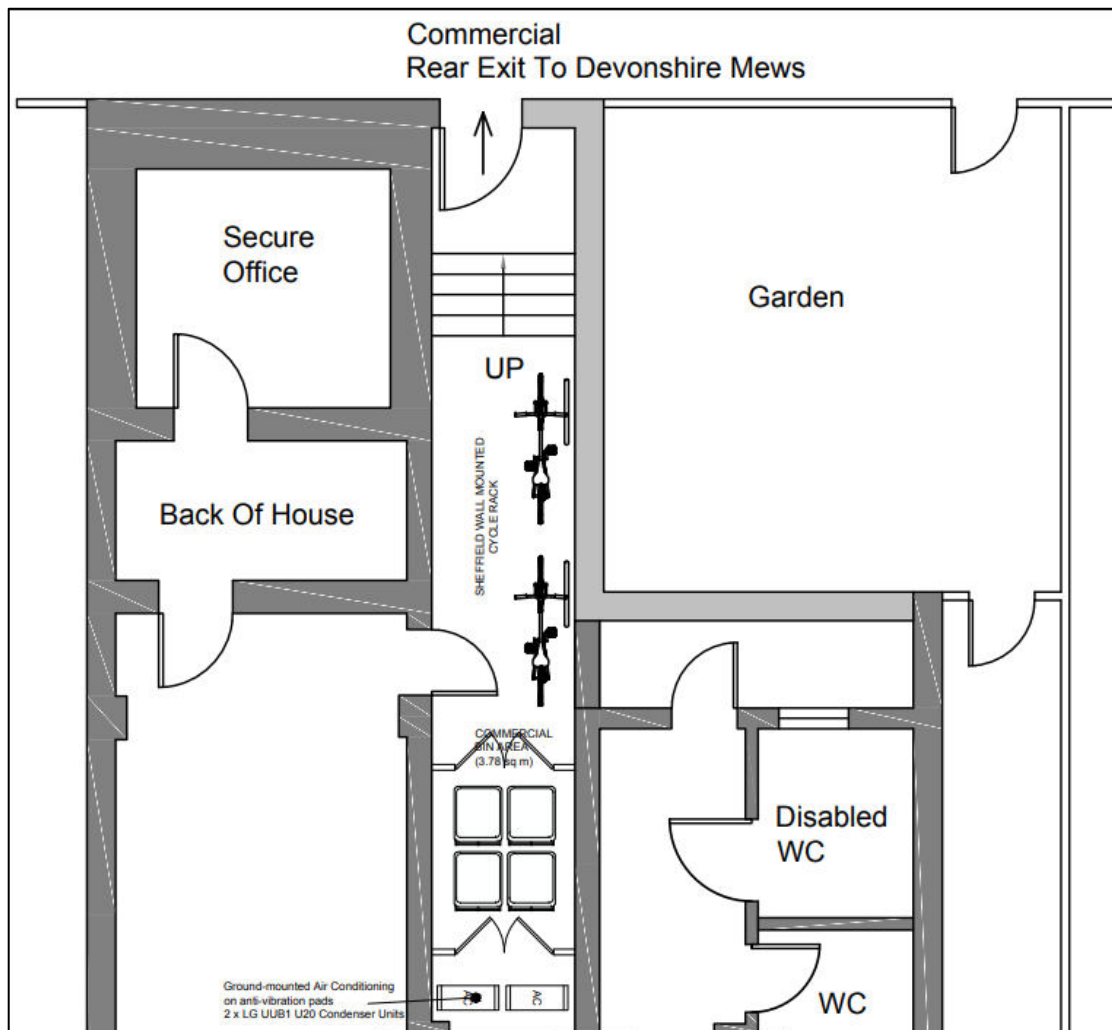 Commercial
Rear Exit To Devonshire Mews
Secure
Office
Garden
UP
SHEFFIELD WALL MOUNTED
CYCLE RACK
Back Of House
COMMERCIAL
BIN AREA
(3.78 sq m)
Disabled
WC
Ground-mounted Air Conditioning
on anti-vibration pads
2 x LG UUB1 U20 Condenser Units
AC
AC
WC